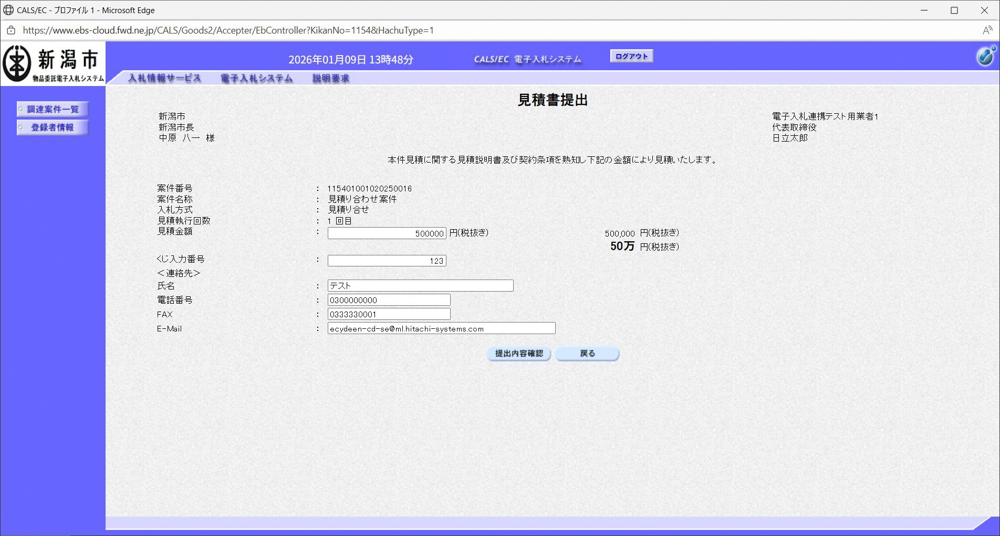 CALS/EC - プロファイル 1 - Microsoft Edge
https://www.ebs-cloud.fwd.ne.jp/CALS/Goods2/Accepter/EbController?KikanNo=1154&HachuType=1
新潟市
物品委託電子入札システム
2026年01月09日 13時48分
CALS/EC 電子入札システム
ログアウト
入札情報サービス 電子入札システム 説明要求
調達案件一覧
登録者情報
見積書提出
新潟市
新潟市長
中原 八一 様
電子入札連携テスト用業者1
代表取締役
日立太郎
本件見積に関する見積説明書及び契約条項を熟知し下記の金額により見積いたします。
案件番号 : 115401001020250016
案件名称 : 見積り合わせ案件
入札方式 : 見積り合せ
見積執行回数 : 1 回目
見積金額 : 500000 円(税抜き) 500,000 円(税抜き)
50万 円(税抜き)
くじ入力番号 : 123
＜連絡先＞
氏名 : テスト
電話番号 : 0300000000
FAX : 0333330001
E-Mail : ecydeen-cd-se@ml.hitachi-systems.com
提出内容確認 戻る